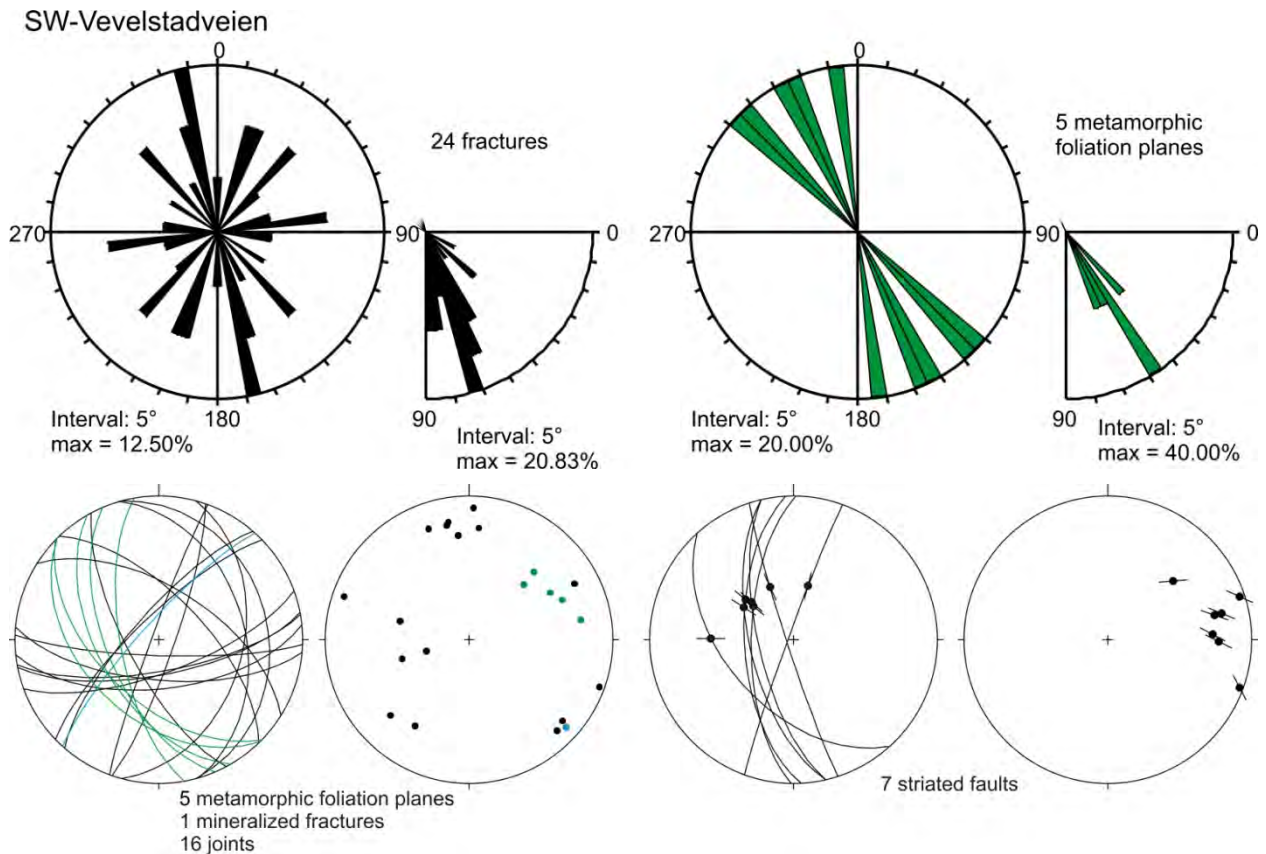 SW-Vevelstadveien
0
24 fractures
270
90
0
Interval: 5°
max = 12.50%
180
90
Interval: 5°
max = 20.83%
0
5 metamorphic
foliation planes
270
90
0
180
Interval: 5°
max = 20.00%
90
Interval: 5°
max = 40.00%
5 metamorphic foliation planes
1 mineralized fractures
16 joints
7 striated faults